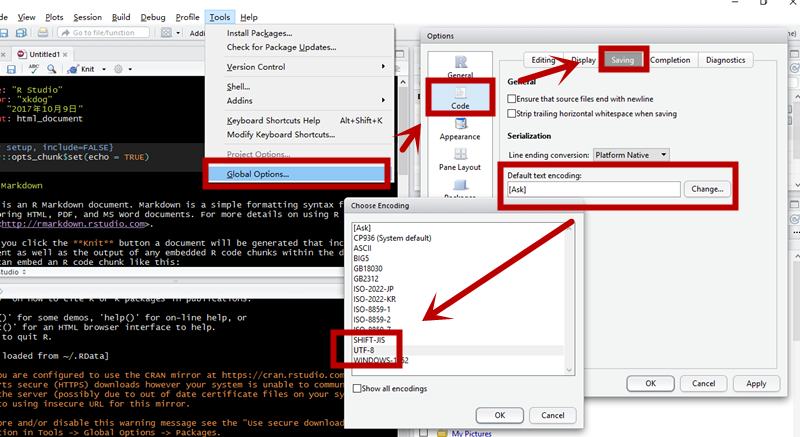 Plots Session Build Debug Profile Tools Help
Go to file/function
Addi
Install Packages...
Check for Package Updates...
Version Control
Shell...
Addins
Keyboard Shortcuts Help Alt+Shift+K
Modify Keyboard Shortcuts...
Project Options...
Global Options...
Untitled1
Knit
"R Studio"
"xkdog"
"2017年10月9日"
html_document
setup, include=FALSE}
::opts_chunk$set(echo = TRUE)
Markdown
is an R Markdown document. Markdown is a simple formatting syntax f
oring HTML, PDF, and MS Word documents. For more details on using R
<http://rmarkdown.rstudio.com>.
you click the **Knit** button a document will be generated that inc
ent as well as the output of any embedded R code chunks within the d
can embed an R code chunk like this:
studio
on how to cite R or R packages in publications.
()' for some demos, 'help()' for on-line help, or
t()' for an HTML browser interface to help.
to quit R.
loaded from ~/.RData]
you are configured to use the CRAN mirror at https://cran.rstudio.com
rts secure (HTTPS) downloads however your system is unable to commun
the server (possibly due to out of date certificate files on your sy
to using insecure URL for this mirror.
ore and/or disable this warning message see the "Use secure download
tion in Tools -> Global Options -> Packages.
Options
General
Code
Appearance
Pane Layout
Packages
Editing Display Saving Completion Diagnostics
General
Ensure that source files end with newline
Strip trailing horizontal whitespace when saving
Serialization
Line ending conversion: Platform Native
Default text encoding:
[Ask] Change...
OK Cancel Apply
Choose Encoding
[Ask]
CP936 (System default)
ASCII
BIG5
GB18030
GB2312
ISO-2022-JP
ISO-2022-KR
ISO-8859-1
ISO-8859-2
ISO-8859-7
SHIFT-JIS
UTF-8
Show all encodings
OK Cancel
My Pictures